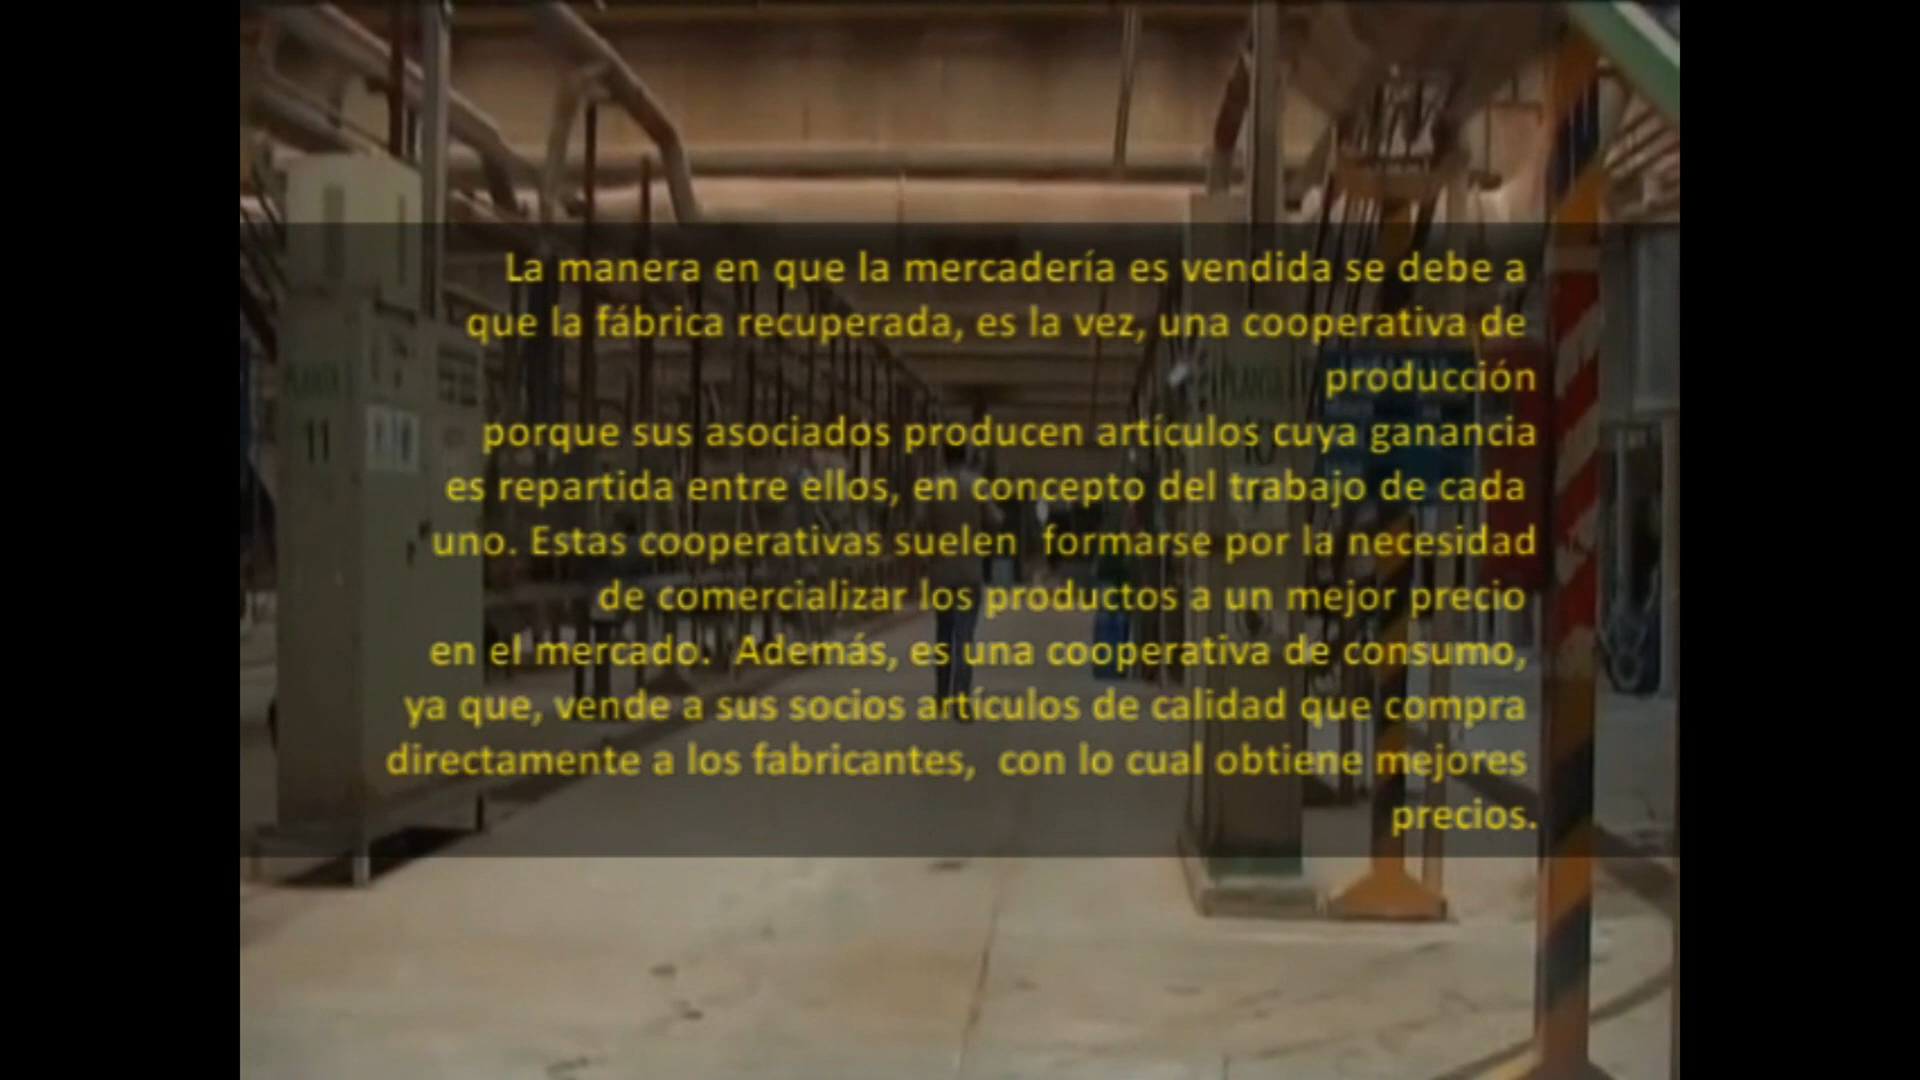 La manera en que la mercadería es vendida se debe a
que la fábrica recuperada, es la vez, una cooperativa de
producción
porque sus asociados producen artículos cuya ganancia
es repartida entre ellos, en concepto del trabajo de cada
uno. Estas cooperativas suelen  formarse por la necesidad
de comercializar los productos a un mejor precio
en el mercado.  Además, es una cooperativa de consumo,
ya que, vende a sus socios artículos de calidad que compra
directamente a los fabricantes,  con lo cual obtiene mejores
precios.
11